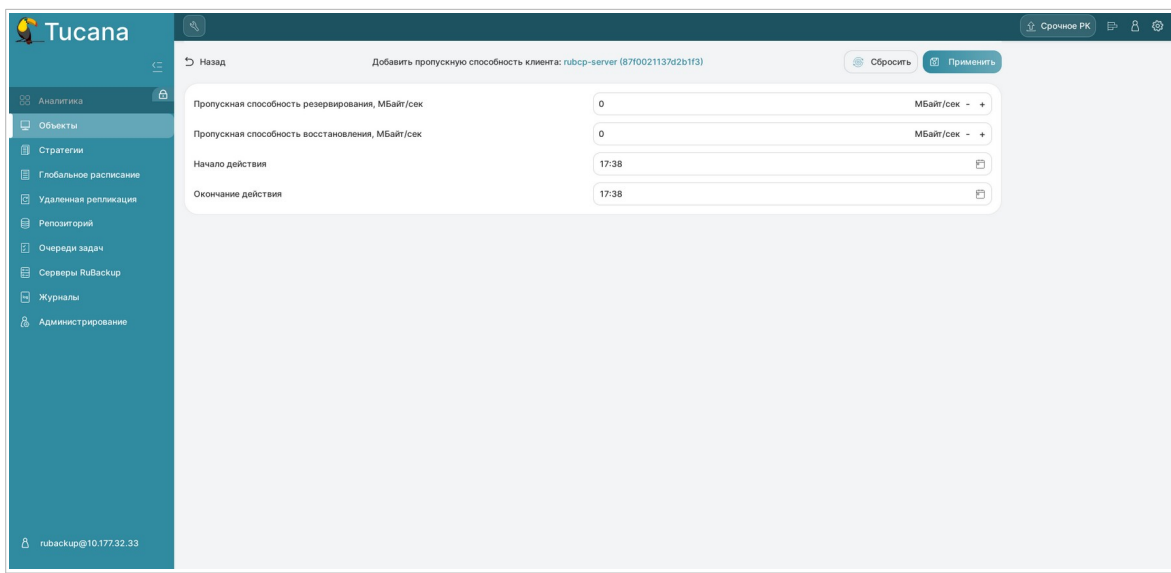 Tucana
Срочное РК
Назад
Добавить пропускную способность клиента: rubcp-server (87f0021137d2b1f3)
Сбросить
Применить
Аналитика
Объекты
Стратегии
Глобальное расписание
Удаленная репликация
Репозиторий
Очереди задач
Серверы RuBackup
Журналы
Администрирование
Пропускная способность резервирования, МБайт/сек
0 МБайт/сек - +
Пропускная способность восстановления, МБайт/сек
0 МБайт/сек - +
Начало действия
17:38
Окончание действия
17:38
rubackup@10.177.32.33